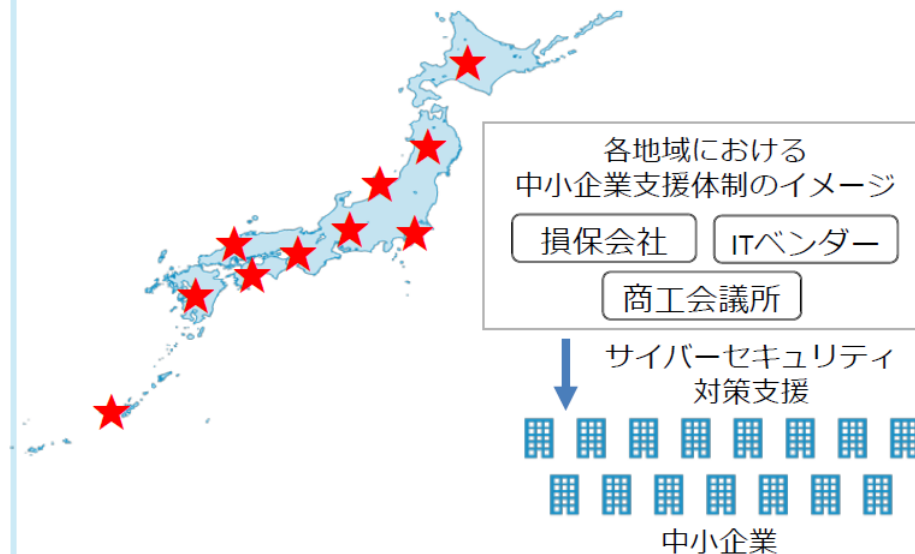 各地域における
中小企業支援体制のイメージ
損保会社
ITベンダー
商工会議所
サイバーセキュリティ
対策支援
中小企業